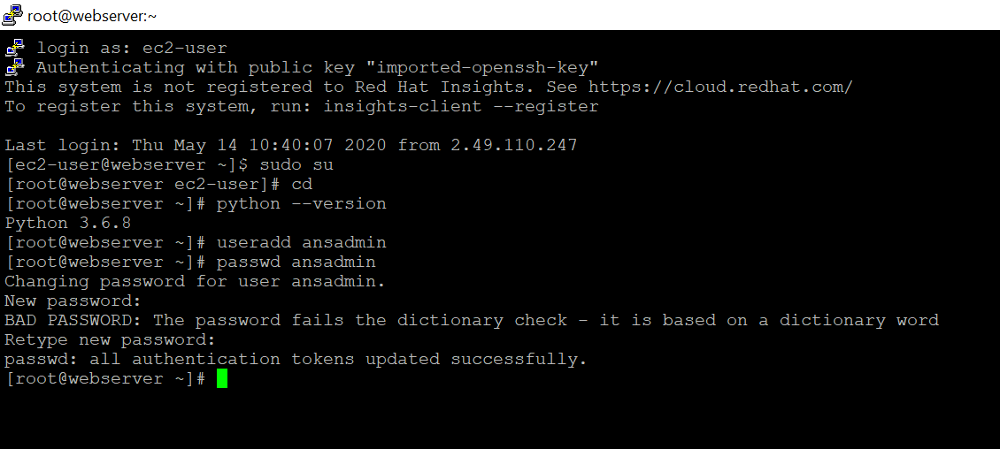 root@webserver:~
login as: ec2-user
Authenticating with public key "imported-openssh-key"
This system is not registered to Red Hat Insights. See https://cloud.redhat.com/
To register this system, run: insights-client --register
Last login: Thu May 14 10:40:07 2020 from 2.49.110.247
[ec2-user@webserver ~]$ sudo su
[root@webserver ec2-user]# cd
[root@webserver ~]# python --version
Python 3.6.8
[root@webserver ~]# useradd ansadmin
[root@webserver ~]# passwd ansadmin
Changing password for user ansadmin.
New password:
BAD PASSWORD: The password fails the dictionary check - it is based on a dictionary word
Retype new password:
passwd: all authentication tokens updated successfully.
[root@webserver ~]#